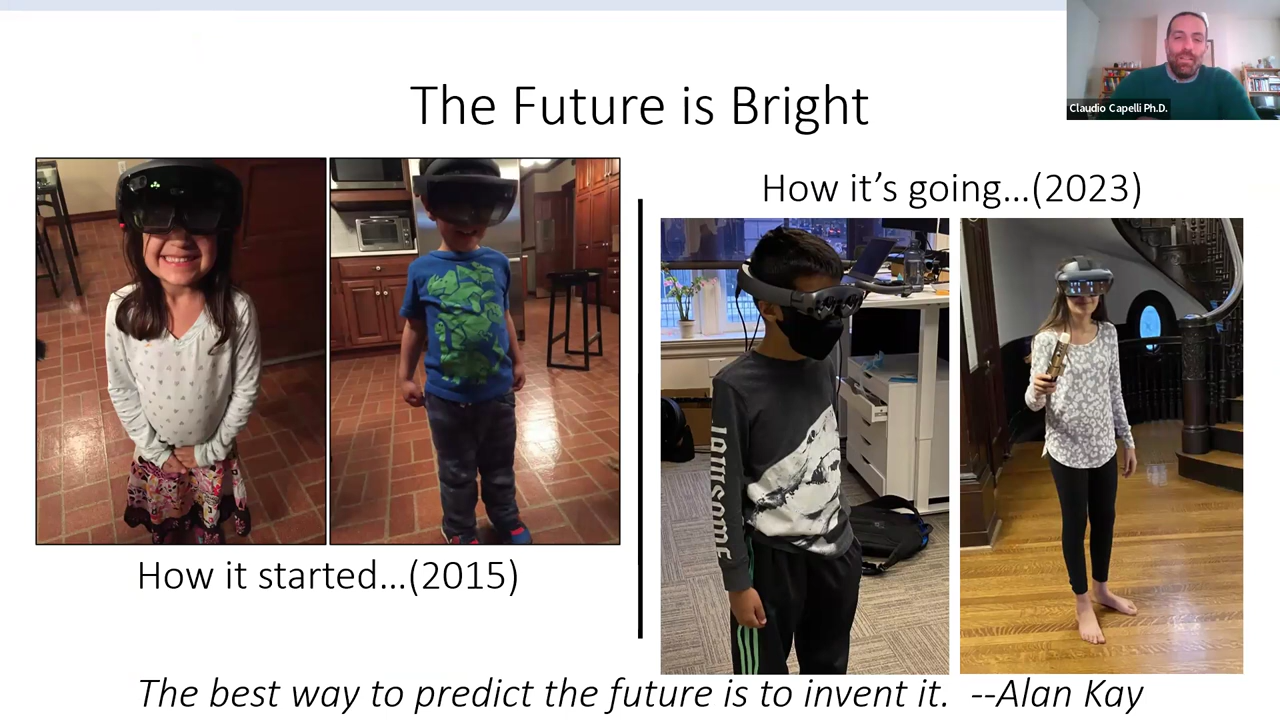 The Future is Bright
Claudio Capelli Ph.D.
How it's going...(2023)
Jawsome
How it started...(2015)
The best way to predict the future is to invent it. --Alan Kay